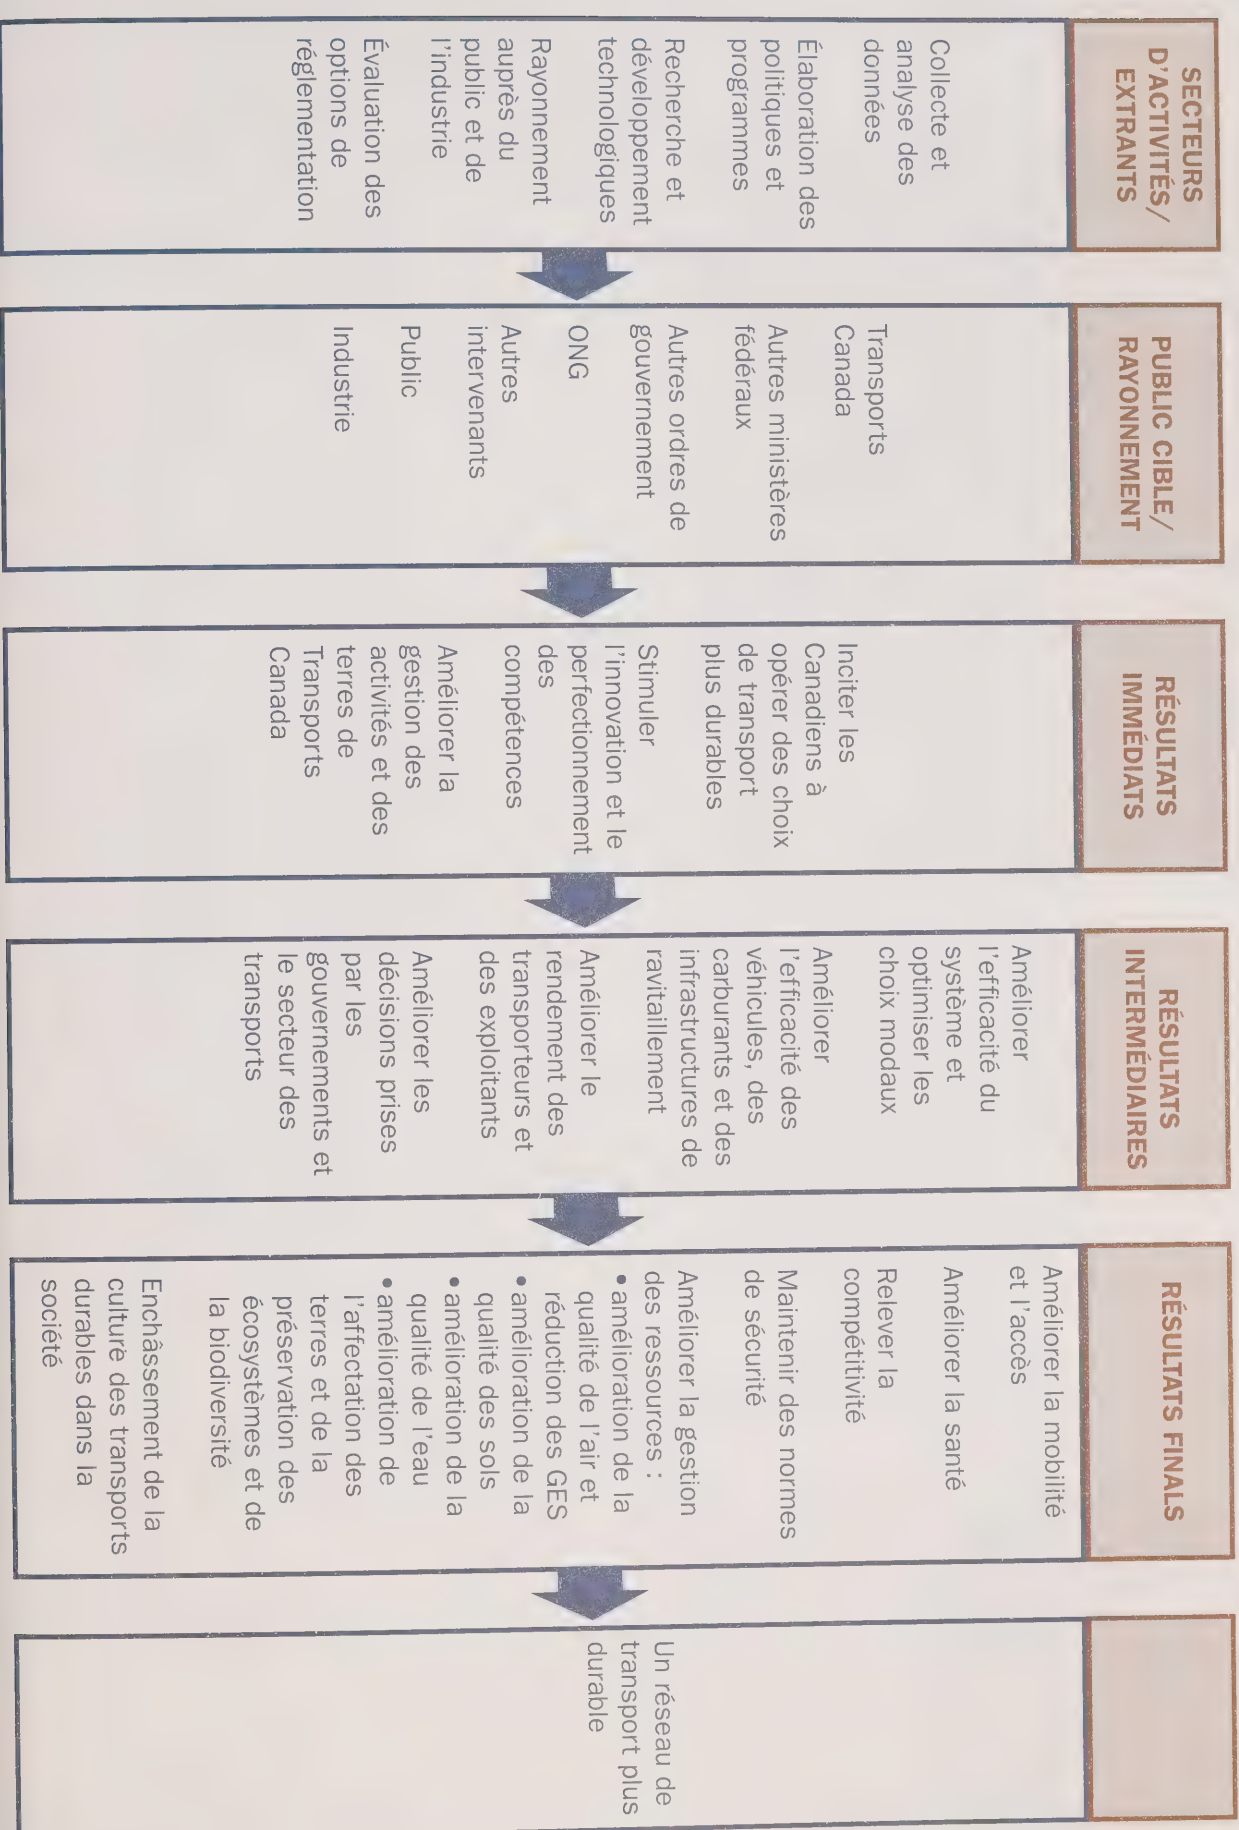 SECTEURS
D'ACTIVITÉS/
EXTRANTS
Collecte et
analyse des
données
Élaboration des
politiques et
programmes
Recherche et
développement
technologiques
Rayonnement
auprès du
public et de
l'industrie
Évaluation des
options de
réglementation
PUBLIC CIBLE/
RAYONNEMENT
Transports
Canada
Autres ministères
fédéraux
Autres ordres de
gouvernement
ONG
Autres
intervenants
Public
Industrie
RÉSULTATS
IMMÉDIATS
Inciter les
Canadiens à
opérer des choix
de transport
plus durables
Stimuler
l'innovation et le
perfectionnement
des
compétences
Améliorer la
gestion des
activités et des
terres de
Transports
Canada
RÉSULTATS
INTERMÉDIAIRES
Améliorer
l'efficacité du
système et
optimiser les
choix modaux
Améliorer
l'efficacité des
véhicules, des
carburants et des
infrastructures de
ravitaillement
Améliorer le
rendement des
transporteurs et
des exploitants
Améliorer les
décisions prises
par les
gouvernements et
le secteur des
transports
RÉSULTATS FINALS
Améliorer la mobilité
et l'accès
Améliorer la santé
Relever la
compétitivité
Maintenir des normes
de sécurité
Améliorer la gestion
des ressources :
• amélioration de la
qualité de l'air et
réduction des GES
• amélioration de la
qualité des sols
• amélioration de la
qualité de l'eau
• amélioration de
l'affectation des
terres et de la
préservation des
écosystèmes et de
la biodiversité
Enchâssement de la
culture des transports
durables dans la
société
Un réseau de
transport plus
durable